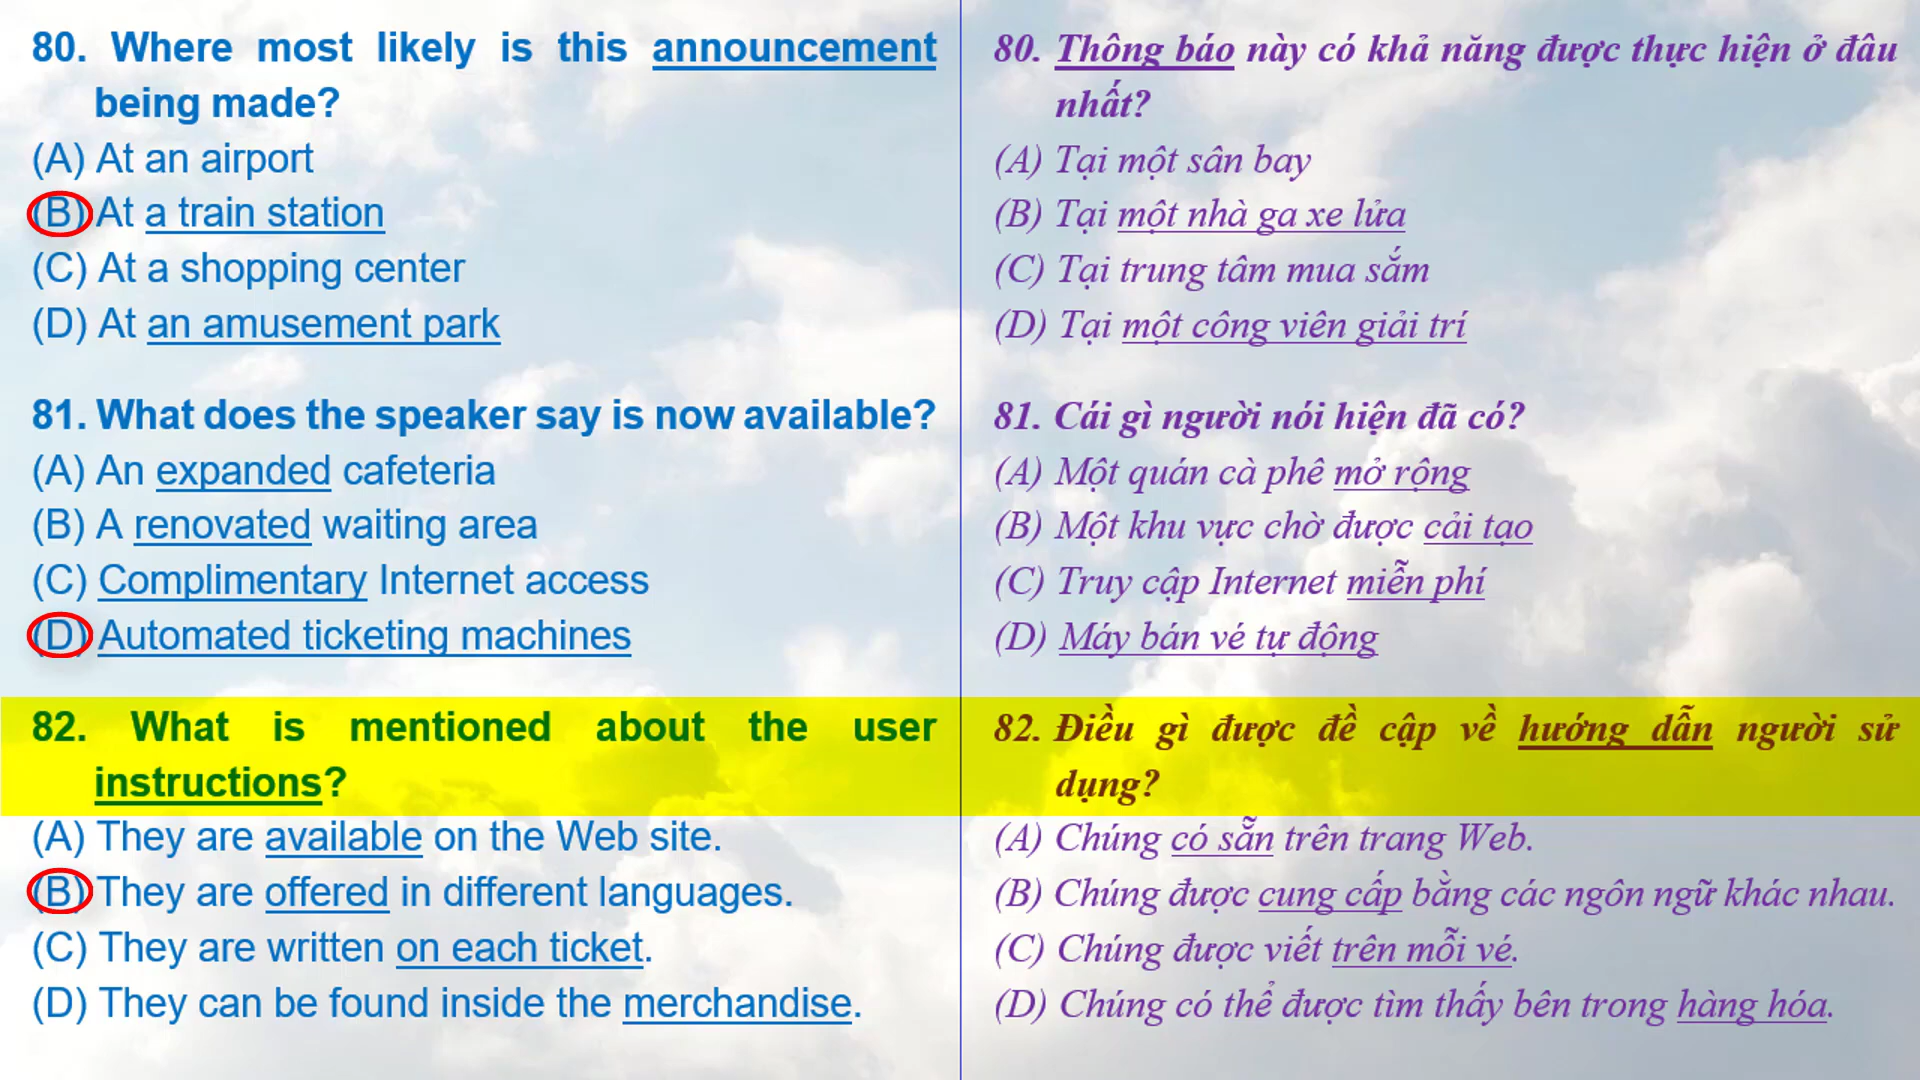 80. Where most likely is this announcement
being made?
(A) At an airport
(B) At a train station
(C) At a shopping center
(D) At an amusement park
81. What does the speaker say is now available?
(A) An expanded cafeteria
(B) A renovated waiting area
(C) Complimentary Internet access
(D) Automated ticketing machines
82. What is mentioned about the user
instructions?
(A) They are available on the Web site.
(B) They are offered in different languages.
(C) They are written on each ticket.
(D) They can be found inside the merchandise.
80. Thông báo này có khả năng được thực hiện ở đâu
nhất?
(A) Tại một sân bay
(B) Tại một nhà ga xe lửa
(C) Tại trung tâm mua sắm
(D) Tại một công viên giải trí
81. Cái gì người nói hiện đã có?
(A) Một quán cà phê mở rộng
(B) Một khu vực chờ được cải tạo
(C) Truy cập Internet miễn phí
(D) Máy bán vé tự động
82. Điều gì được đề cập về hướng dẫn người sử
dụng?
(A) Chúng có sẵn trên trang Web.
(B) Chúng được cung cấp bằng các ngôn ngữ khác nhau.
(C) Chúng được viết trên mỗi vé.
(D) Chúng có thể được tìm thấy bên trong hàng hóa.